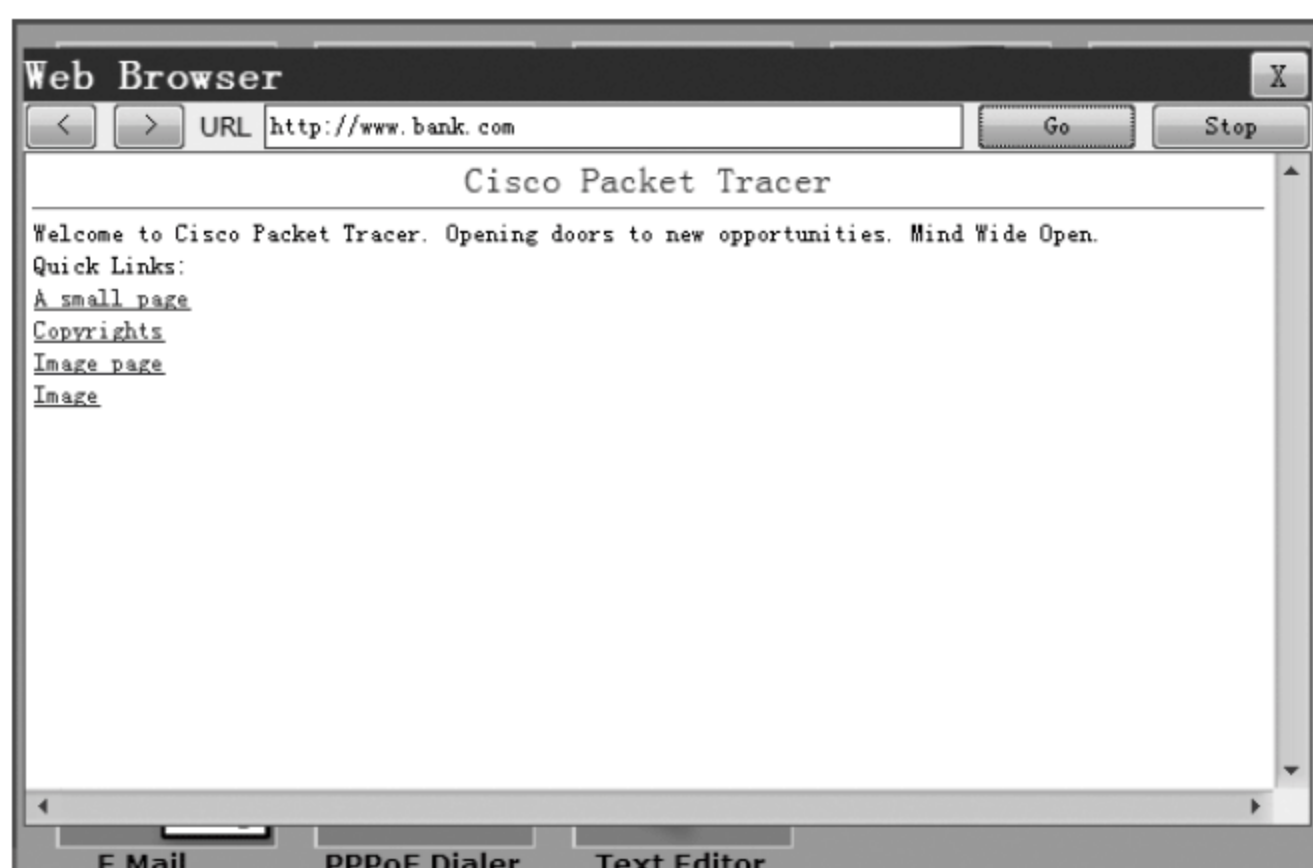 Web Browser
X
< > URL http://www.bank.com Go Stop
Cisco Packet Tracer
Welcome to Cisco Packet Tracer. Opening doors to new opportunities. Mind Wide Open.
Quick Links:
A small page
Copyrights
Image page
Image
E Mail PPPoE Dialer Text Editor